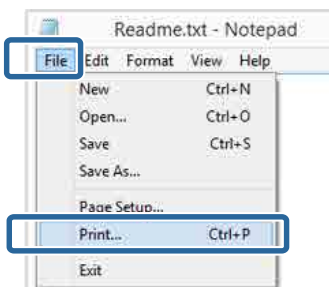 Readme.txt - Notepad
File Edit Format View Help
New Ctrl+N
Open... Ctrl+O
Save Ctrl+S
Save As...
Page Setup...
Print... Ctrl+P
Exit